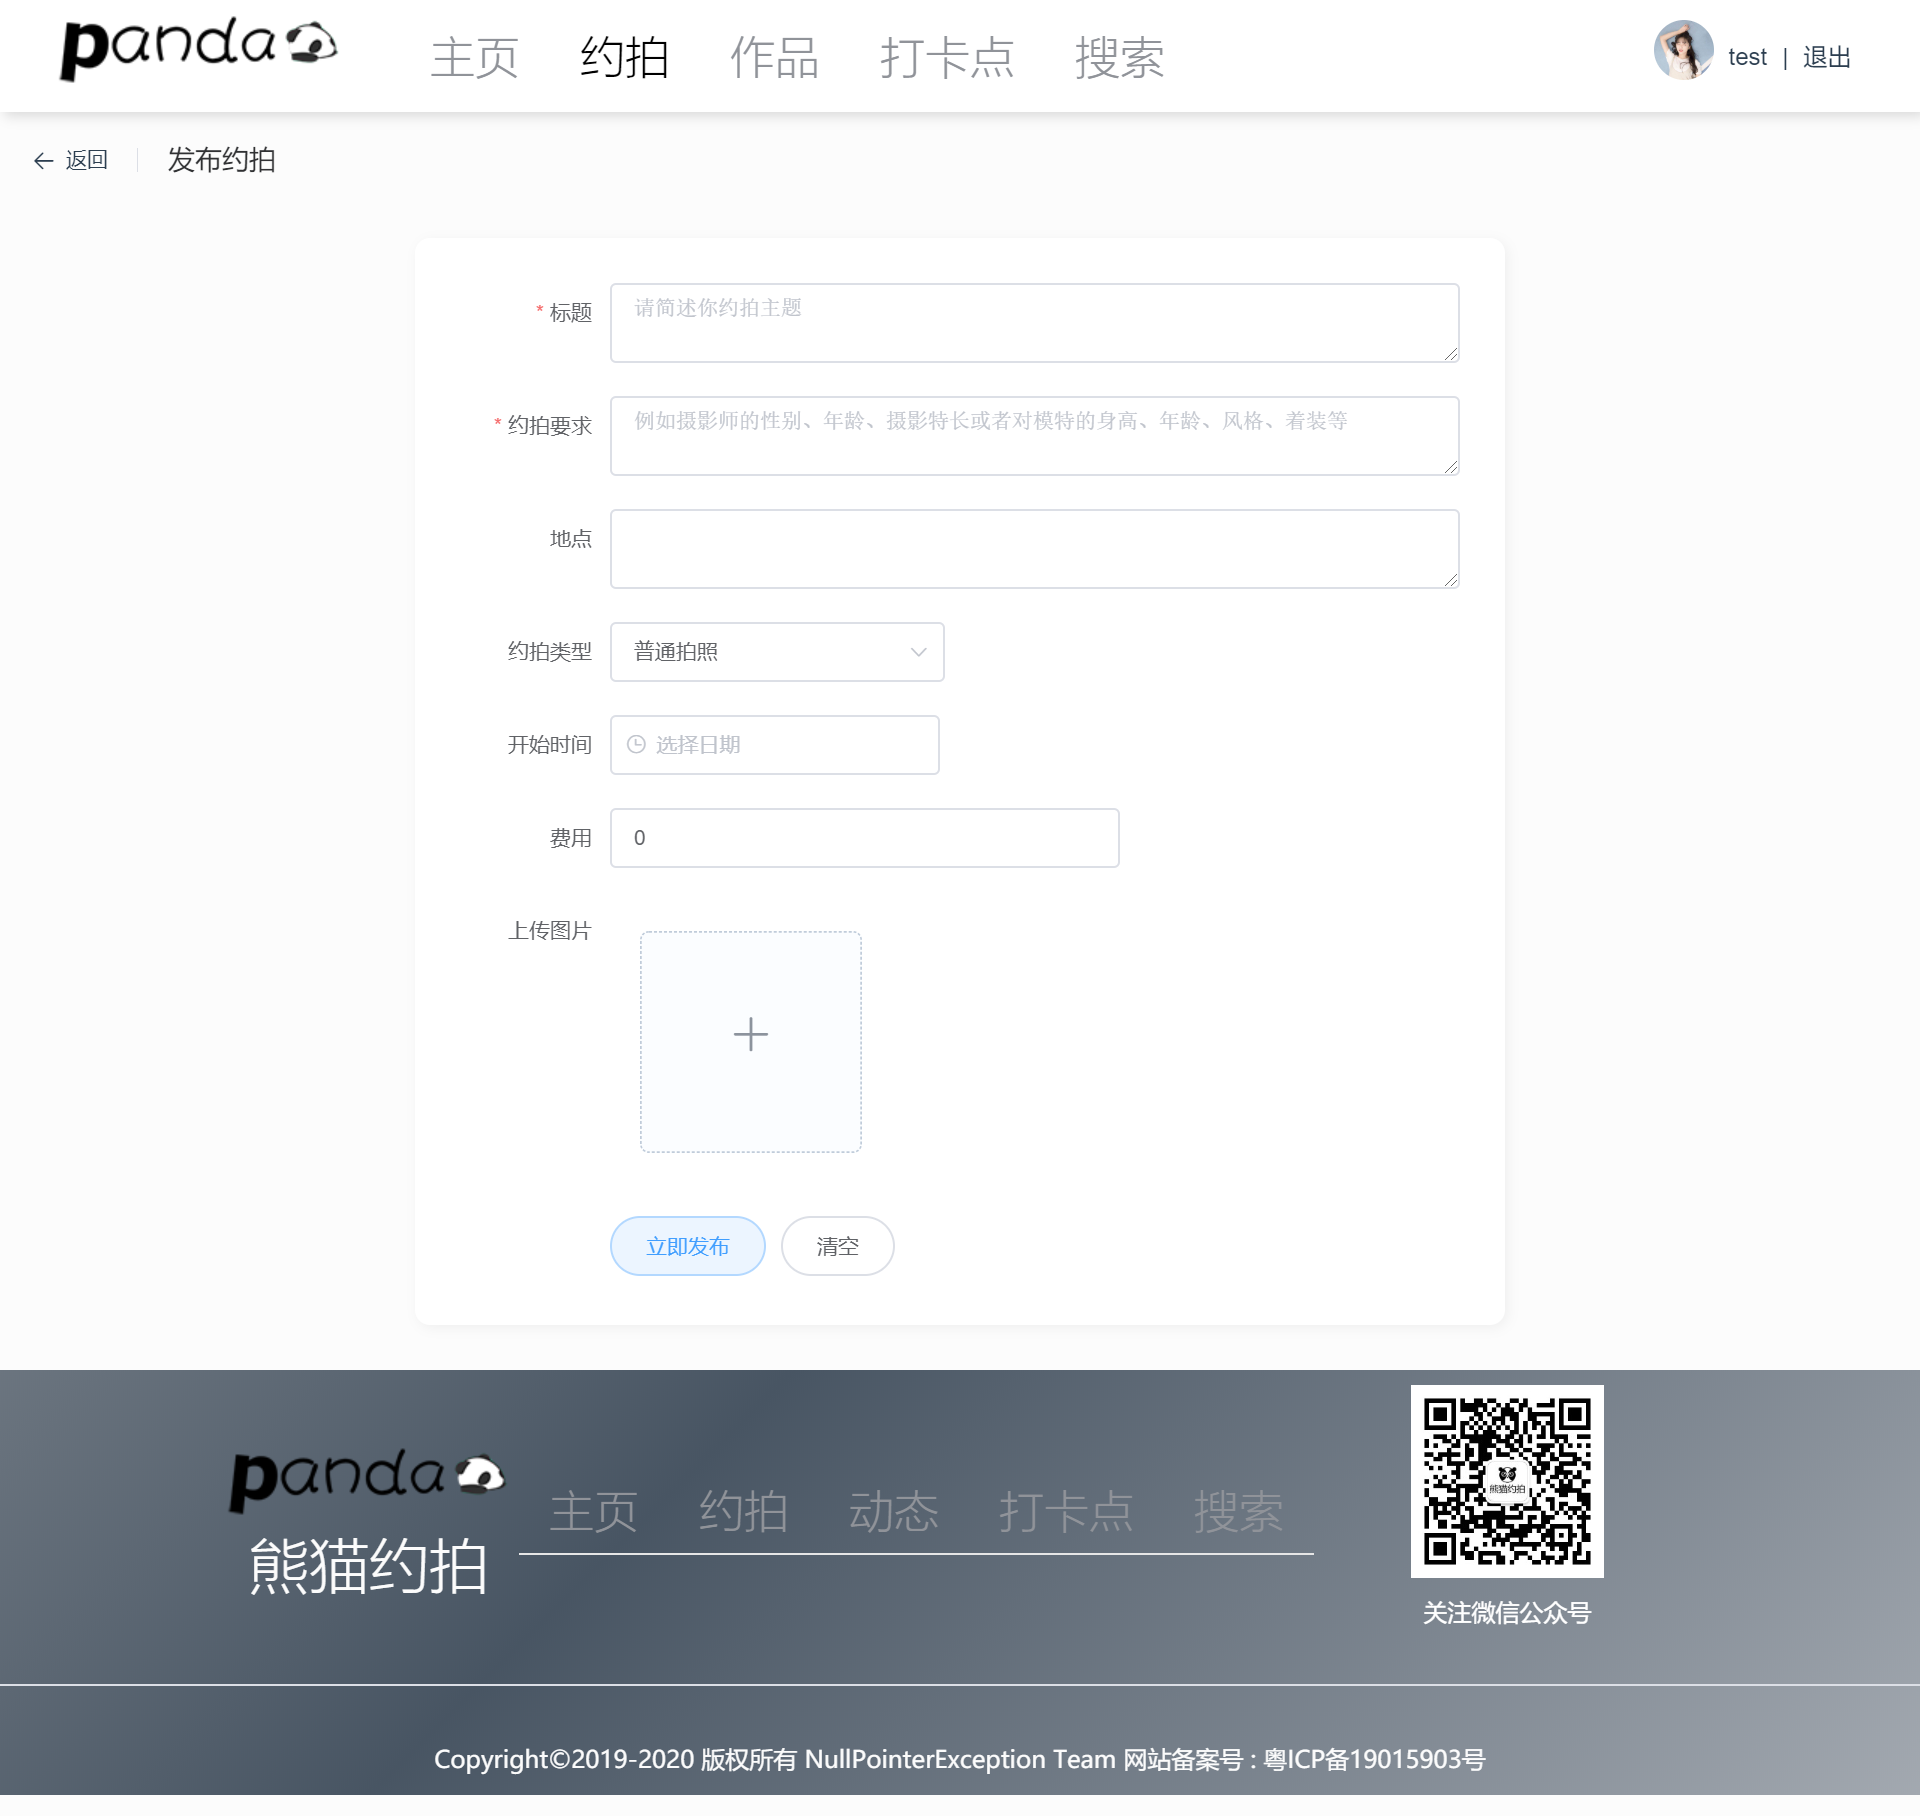 panda
主页 约拍 作品 打卡点 搜索
test | 退出
返回 发布约拍
* 标题 请简述你约拍主题
* 约拍要求 例如摄影师的性别、年龄、摄影特长或者对模特的身高、年龄、风格、着装等
地点
约拍类型 普通拍照
开始时间 选择日期
费用 0
上传图片
立即发布 清空
panda
熊猫约拍
主页 约拍 动态 打卡点 搜索
熊猫约拍
关注微信公众号
Copyright©2019-2020 版权所有 NullPointerException Team 网站备案号 : 粤ICP备19015903号